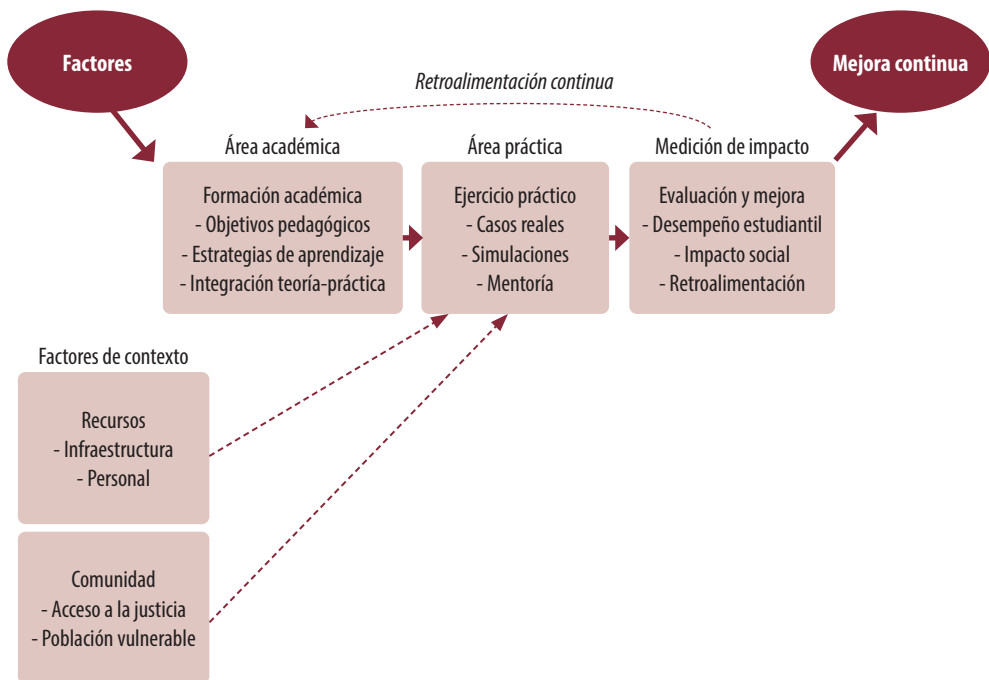 Factores
Mejora continua
Retroalimentación continua
Área académica
Formación académica
- Objetivos pedagógicos
- Estrategias de aprendizaje
- Integración teoría-práctica
Área práctica
Ejercicio práctico
- Casos reales
- Simulaciones
- Mentoría
Medición de impacto
Evaluación y mejora
- Desempeño estudiantil
- Impacto social
- Retroalimentación
Factores de contexto
Recursos
- Infraestructura
- Personal
Comunidad
- Acceso a la justicia
- Población vulnerable